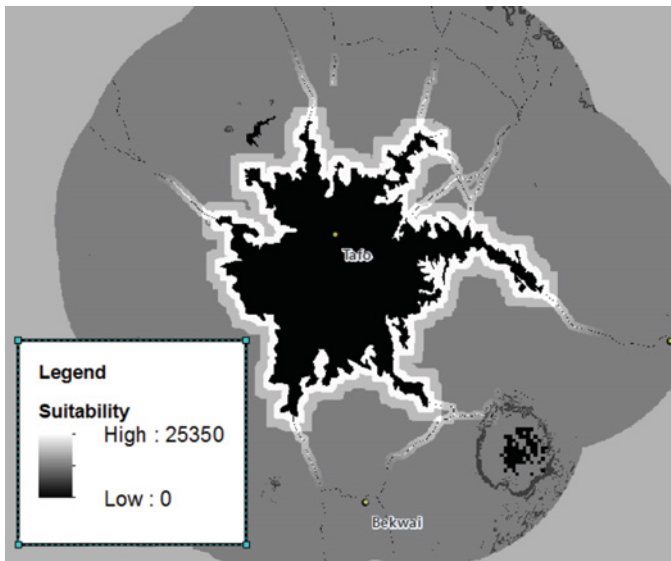 Tafo
Legend
Suitability
High : 25350
Low : 0
Bekwai